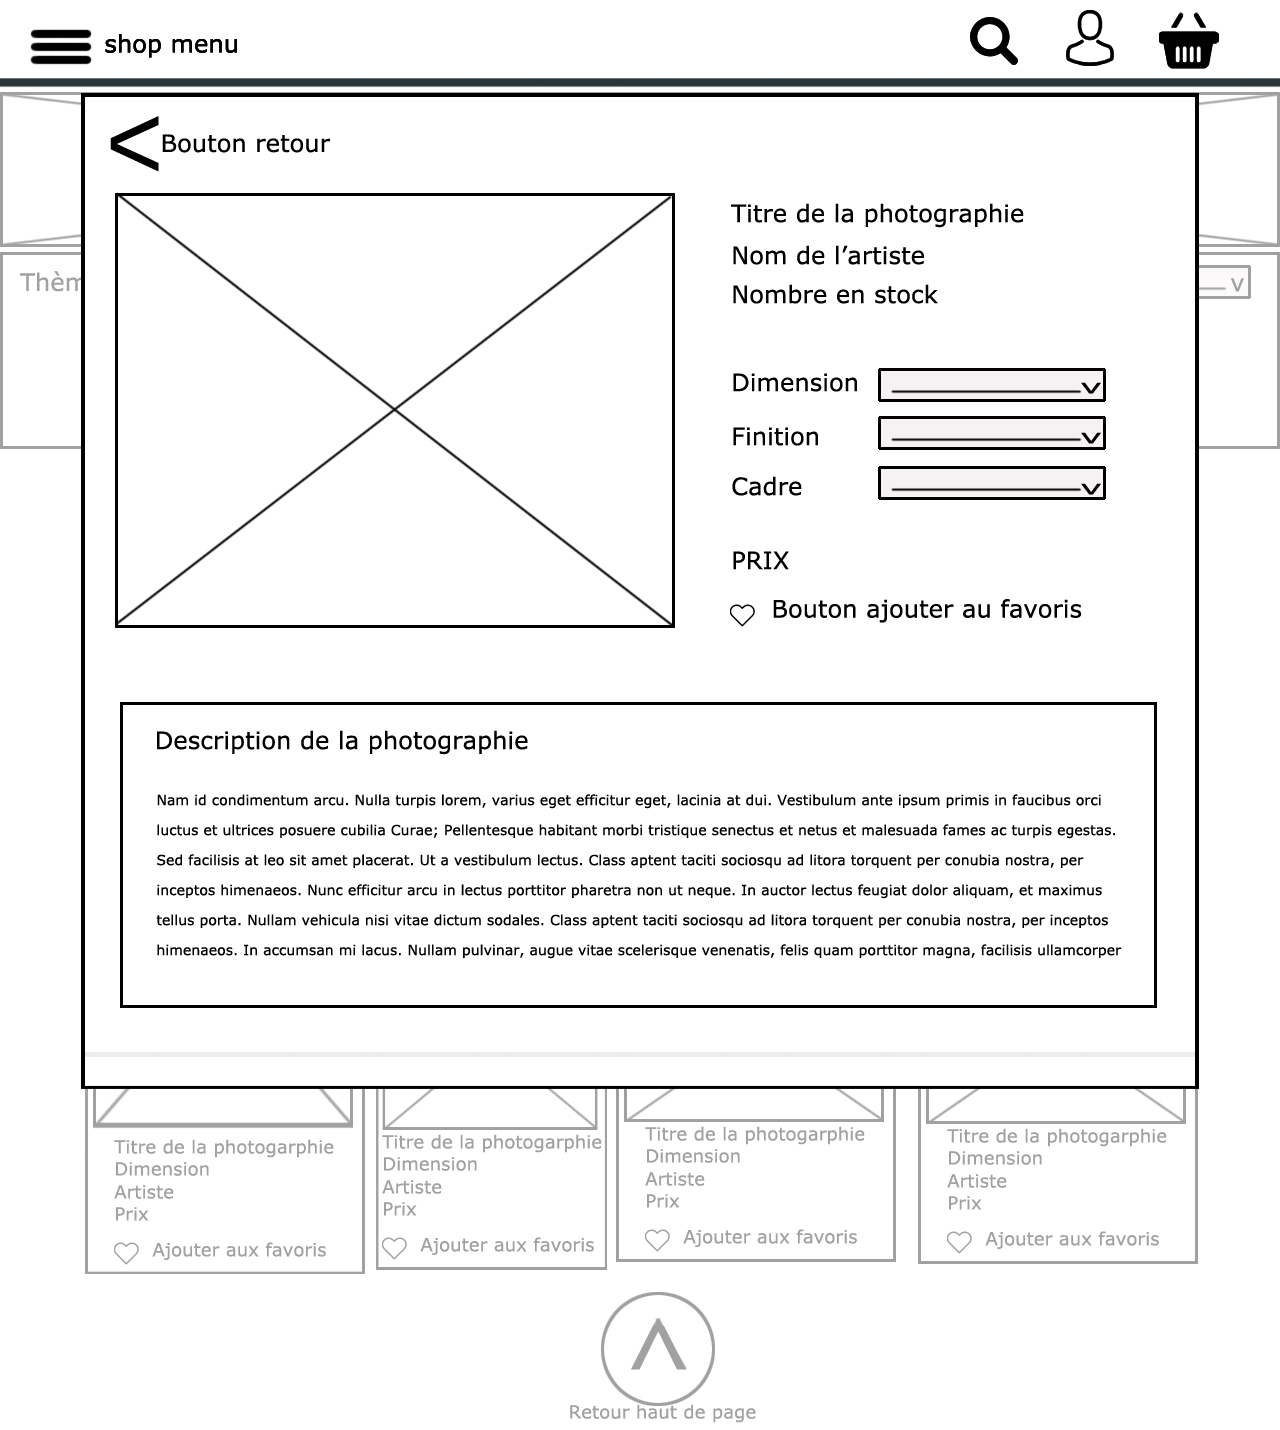 shop menu
Bouton retour
Titre de la photographie
Nom de l’artiste
Nombre en stock
Thèm
v
Dimension
Finition
Cadre
PRIX
Bouton ajouter au favoris
Description de la photographie
Nam id condimentum arcu. Nulla turpis lorem, varius eget efficitur eget, lacinia at dui. Vestibulum ante ipsum primis in faucibus orci
luctus et ultrices posuere cubilia Curae; Pellentesque habitant morbi tristique senectus et netus et malesuada fames ac turpis egestas.
Sed facilisis at leo sit amet placerat. Ut a vestibulum lectus. Class aptent taciti sociosqu ad litora torquent per conubia nostra, per
inceptos himenaeos. Nunc efficitur arcu in lectus porttitor pharetra non ut neque. In auctor lectus feugiat dolor aliquam, et maximus
tellus porta. Nullam vehicula nisi vitae dictum sodales. Class aptent taciti sociosqu ad litora torquent per conubia nostra, per inceptos
himenaeos. In accumsan mi lacus. Nullam pulvinar, augue vitae scelerisque venenatis, felis quam porttitor magna, facilisis ullamcorper
Titre de la photogarphie
Dimension
Artiste
Prix
Ajouter aux favoris
Titre de la photogarphie
Dimension
Artiste
Prix
Ajouter aux favoris
Titre de la photogarphie
Dimension
Artiste
Prix
Ajouter aux favoris
Titre de la photogarphie
Dimension
Artiste
Prix
Ajouter aux favoris
Retour haut de page